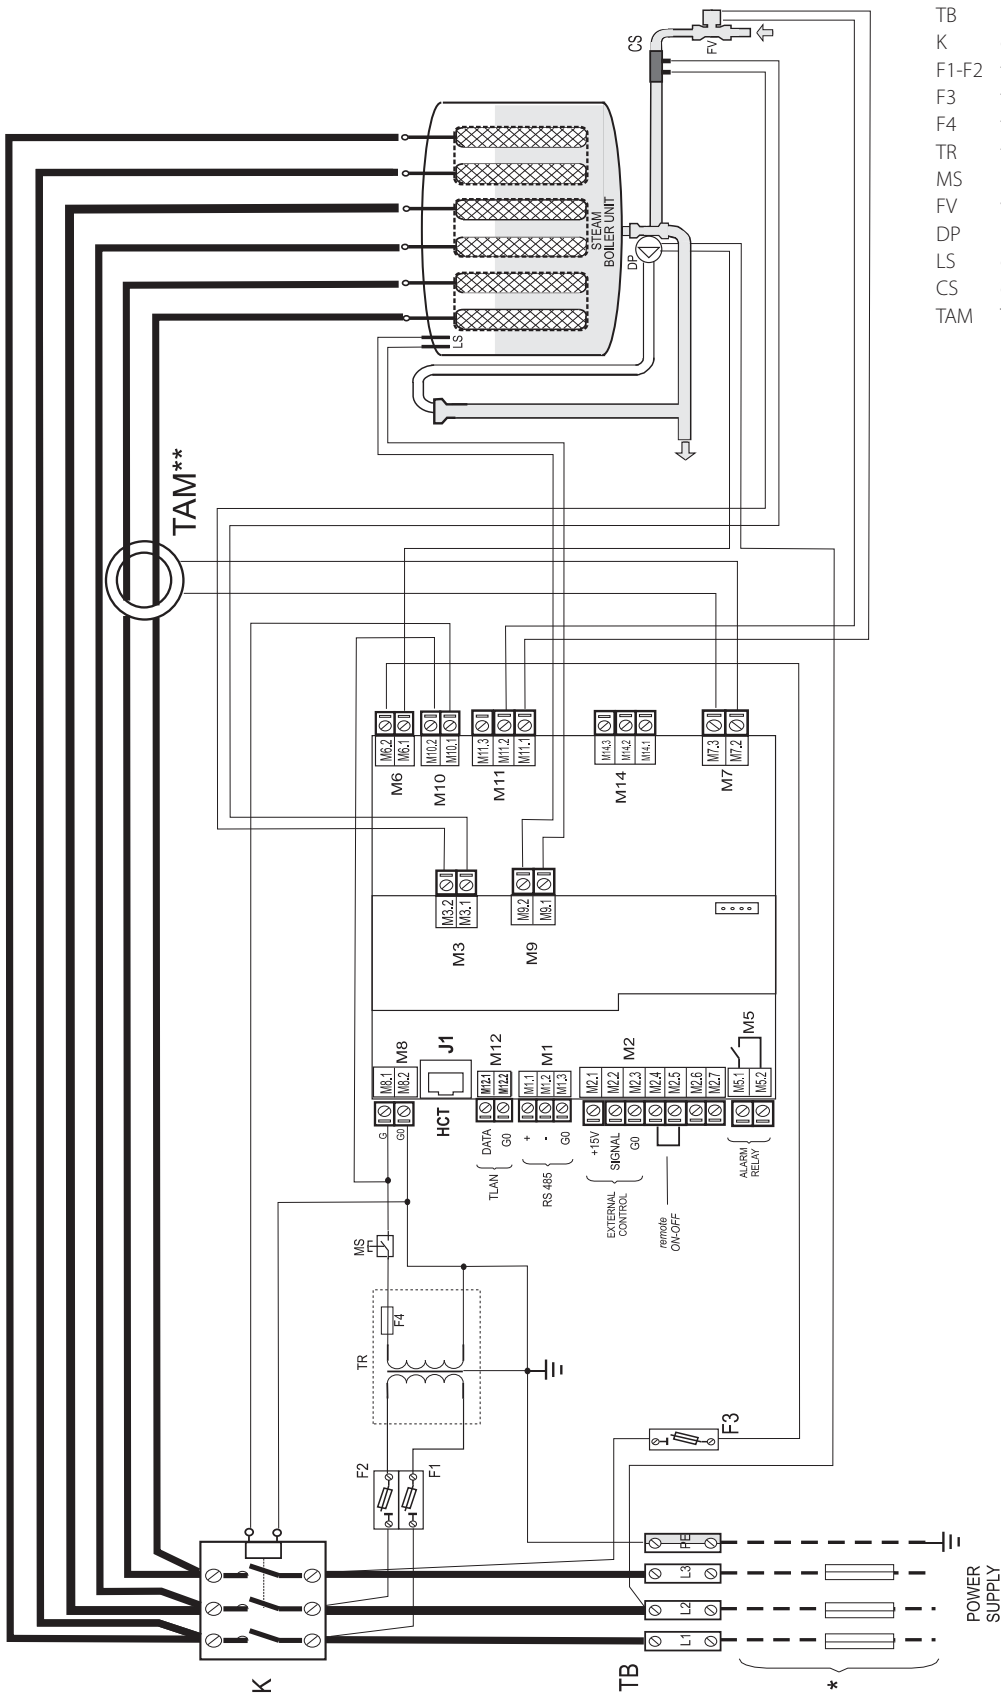 TB
K
F1-F2
F3
F4
TR
MS
FV
DP
LS
CS
TAM
CS
FV
STEAM
BOILER UNIT
DP
LS
TAM**
M6.2
M6.1
M6
M10.2
M10.1
M10
M11.3
M11.2
M11.1
M11
M14.3
M14.2
M14.1
M14
M7.3
M7.2
M7
M3.2
M3.1
M3
M9.2
M9.1
M9
M8.1
M8.2
M8
G
G0
J1
HCT
M12.1
M12.2
M12
DATA
G0
TLAN
M1.1
M1.2
M1.3
M1
+
-
G0
RS 485
M2.1
M2.2
M2.3
M2.4
M2.5
M2.6
M2.7
M2
+15V
SIGNAL
G0
EXTERNAL
CONTROL
remote
ON-OFF
M5.1
M5.2
M5
ALARM
RELAY
MS
F4
TR
F2
F1
F3
K
TB
PE
L3
L2
L1
POWER
SUPPLY
*